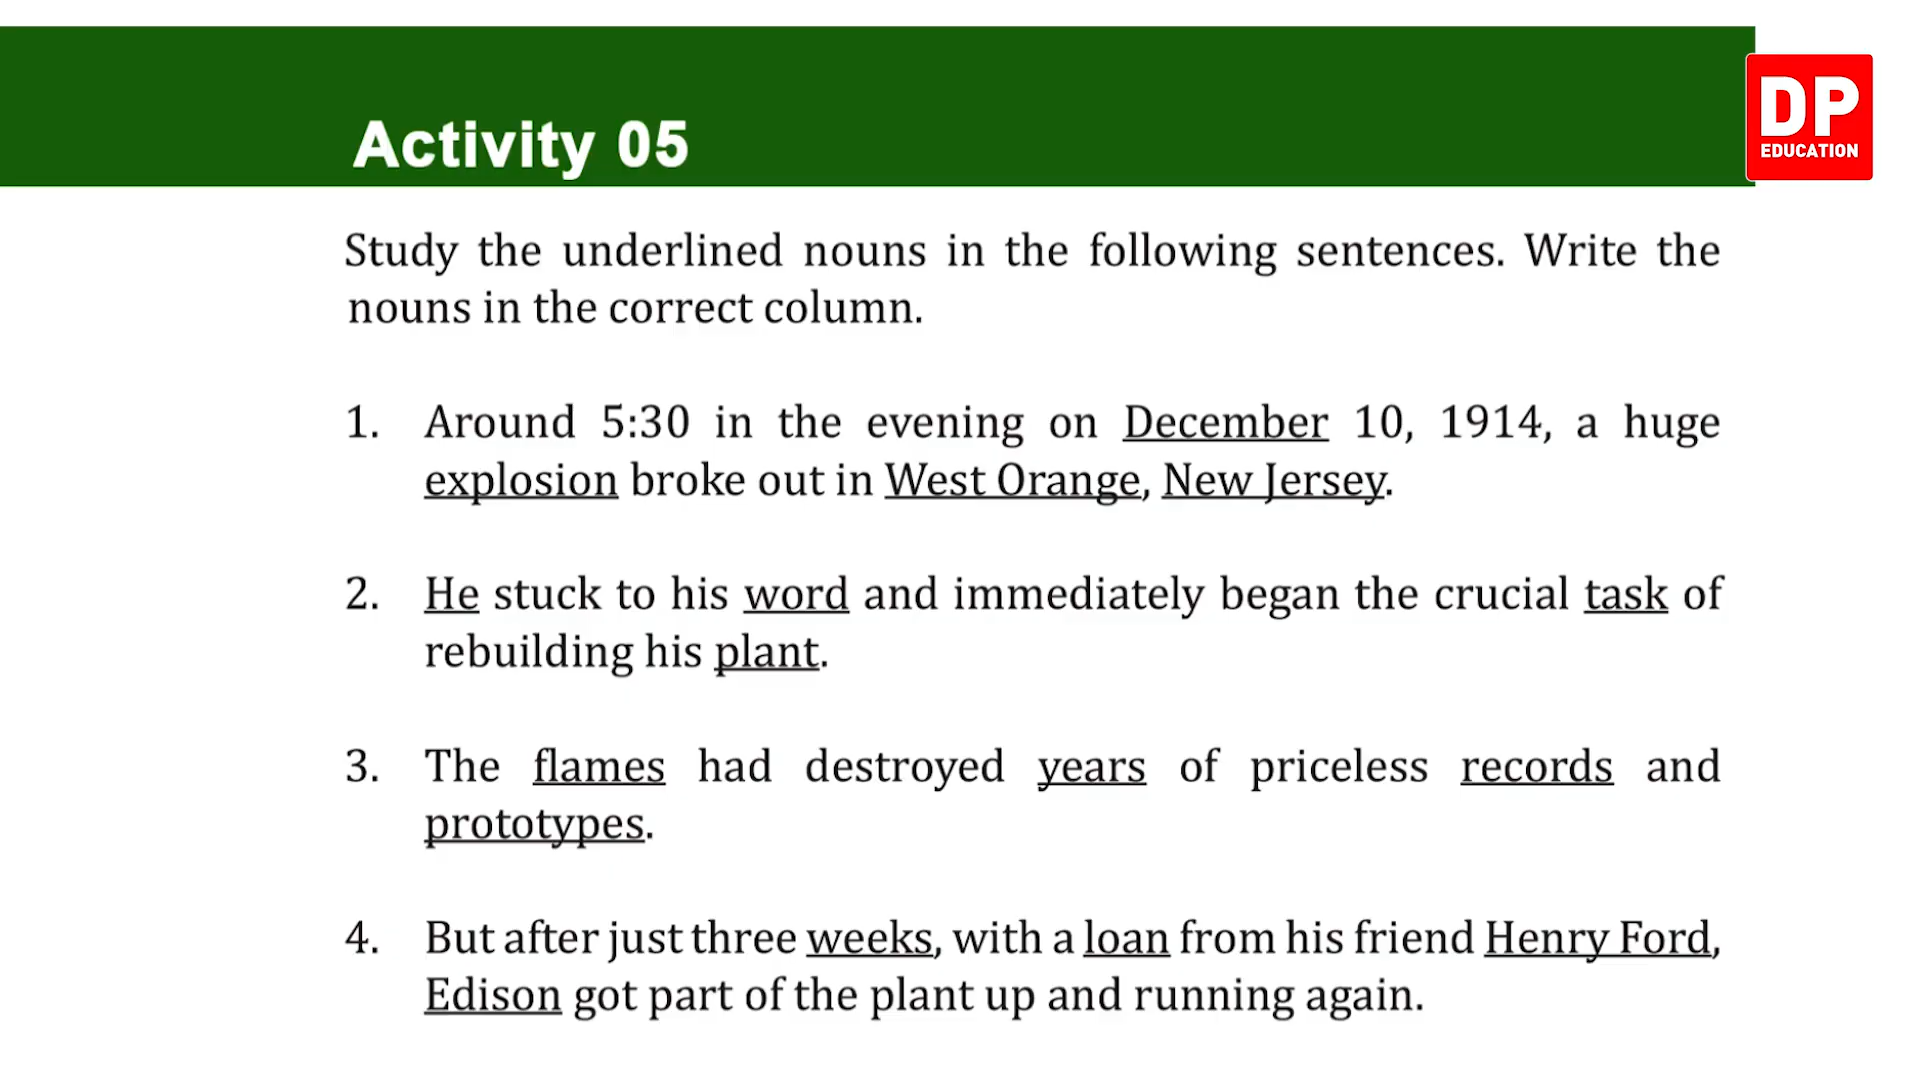 Activity 05
DP
EDUCATION
Study the underlined nouns in the following sentences. Write the
nouns in the correct column.
1. Around 5:30 in the evening on December 10, 1914, a huge
explosion broke out in West Orange, New Jersey.
2. He stuck to his word and immediately began the crucial task of
rebuilding his plant.
3. The flames had destroyed years of priceless records and
prototypes.
4. But after just three weeks, with a loan from his friend Henry Ford,
Edison got part of the plant up and running again.